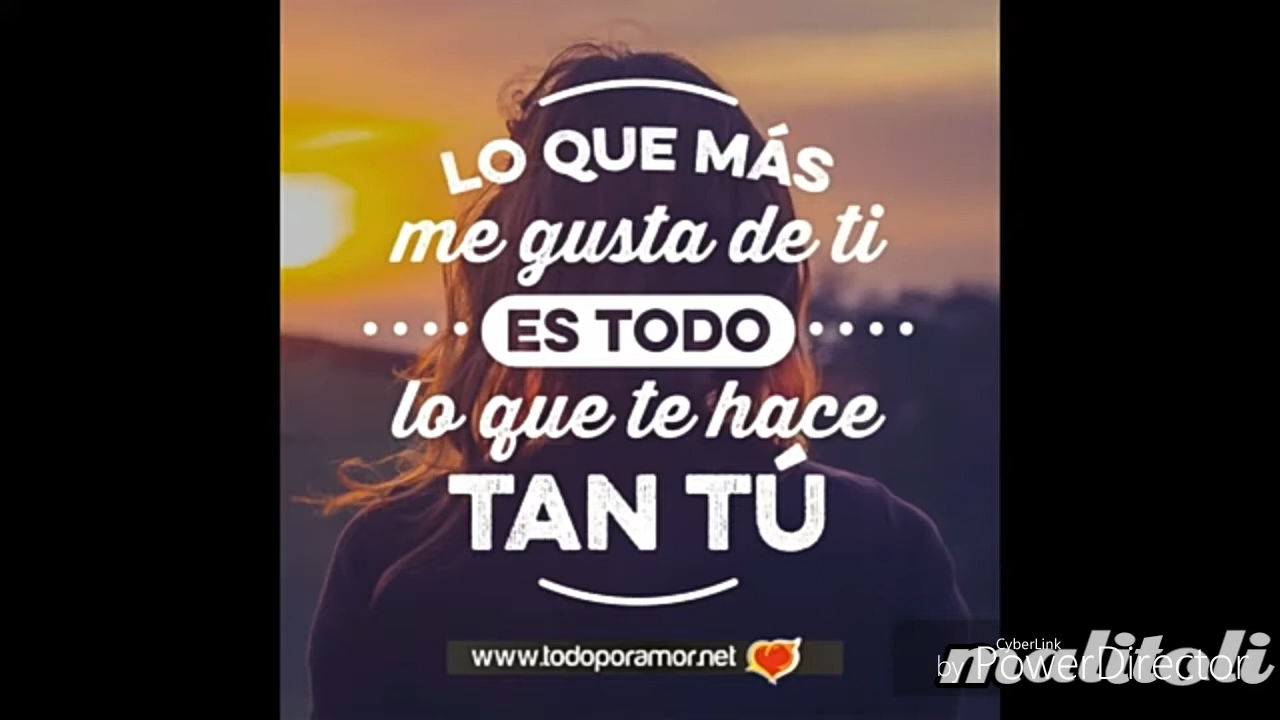 LO QUE MÁS
me gusta de ti
ES TODO
lo que te hace
TAN TÚ
www.todoporamor.net
CyberLink
by PowerDirector
malitoli